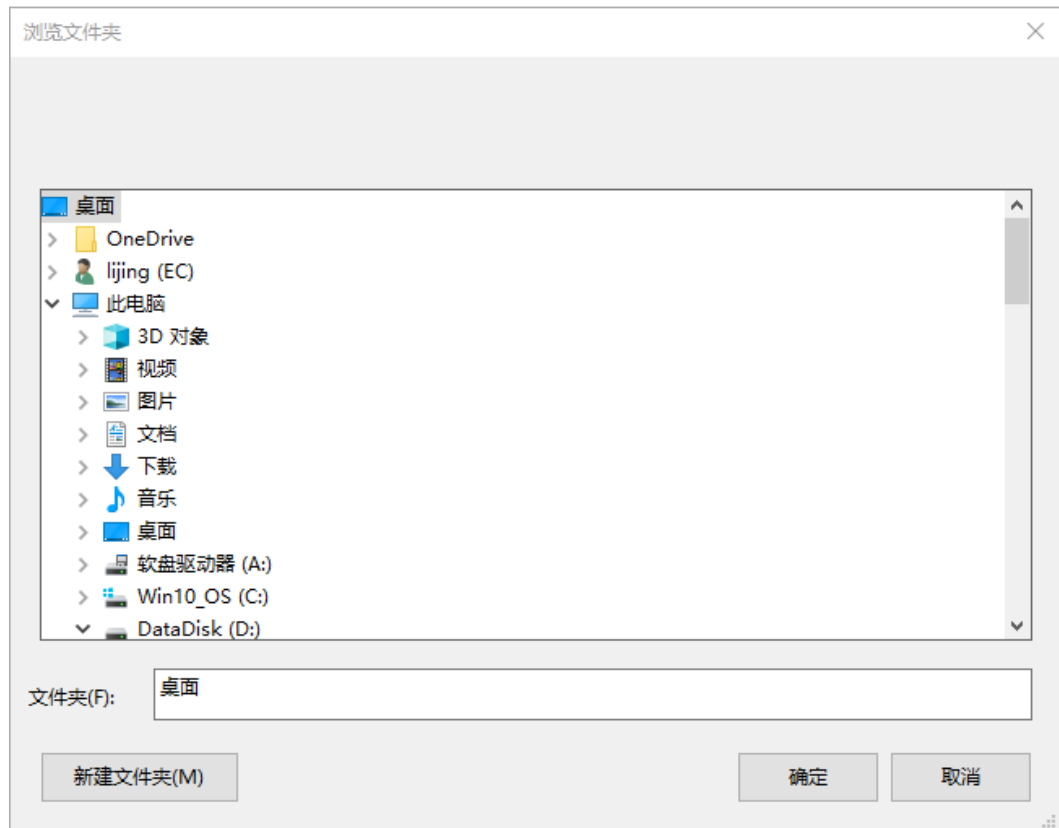 浏览文件夹
桌面
OneDrive
lijing (EC)
此电脑
3D 对象
视频
图片
文档
下载
音乐
桌面
软盘驱动器 (A:)
Win10_OS (C:)
DataDisk (D:)
文件夹(F):
桌面
新建文件夹(M)
确定
取消